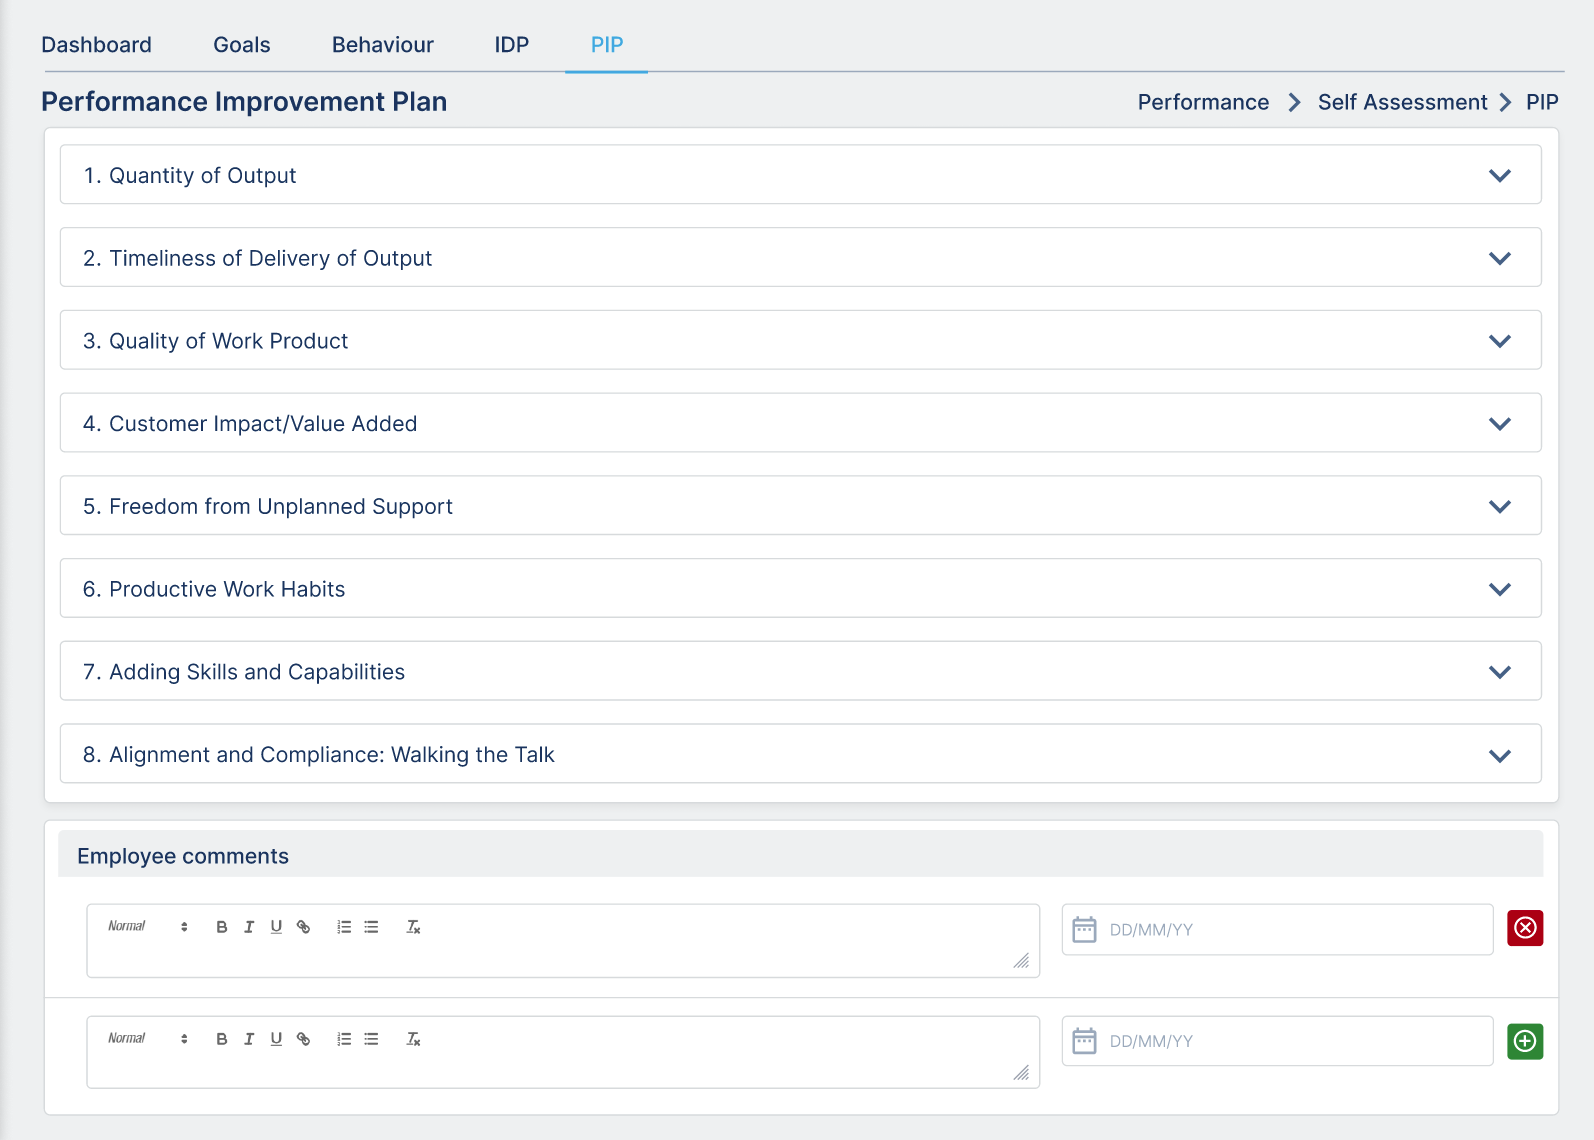 Dashboard Goals Behaviour IDP PIP
Performance Improvement Plan Performance Self Assessment PIP
1. Quantity of Output
2. Timeliness of Delivery of Output
3. Quality of Work Product
4. Customer Impact/Value Added
5. Freedom from Unplanned Support
6. Productive Work Habits
7. Adding Skills and Capabilities
8. Alignment and Compliance: Walking the Talk
Employee comments
Normal B I U DD/MM/YY
Normal B I U DD/MM/YY